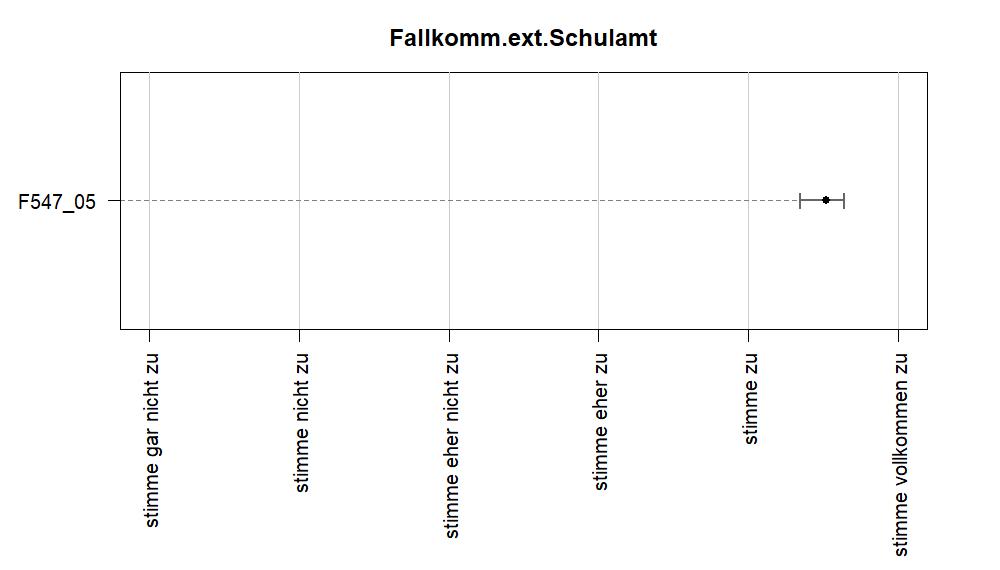 Fallkomm.ext.Schulamt
F547_05
stimme gar nicht zu
stimme nicht zu
stimme eher nicht zu
stimme eher zu
stimme zu
stimme vollkommen zu